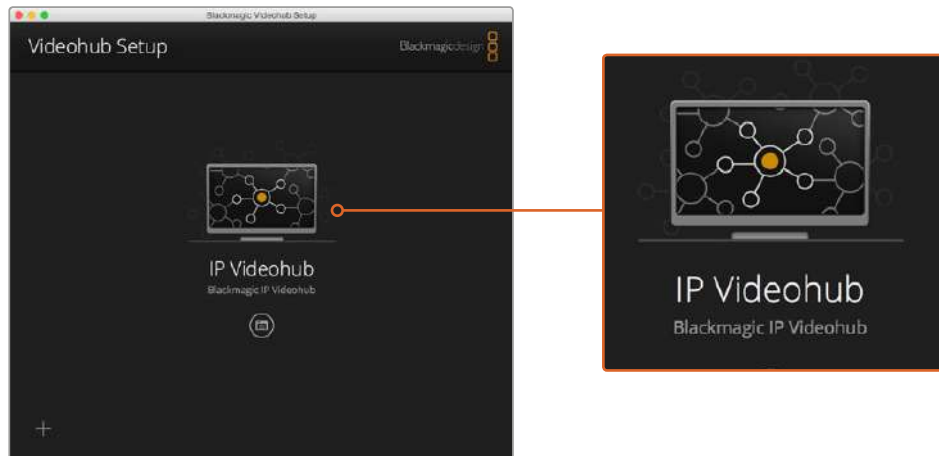 Blackmagic Videohub Setup
Videohub Setup
Blackmagicdesign
IP Videohub
Blackmagic IP Videohub
IP Videohub
Blackmagic IP Videohub